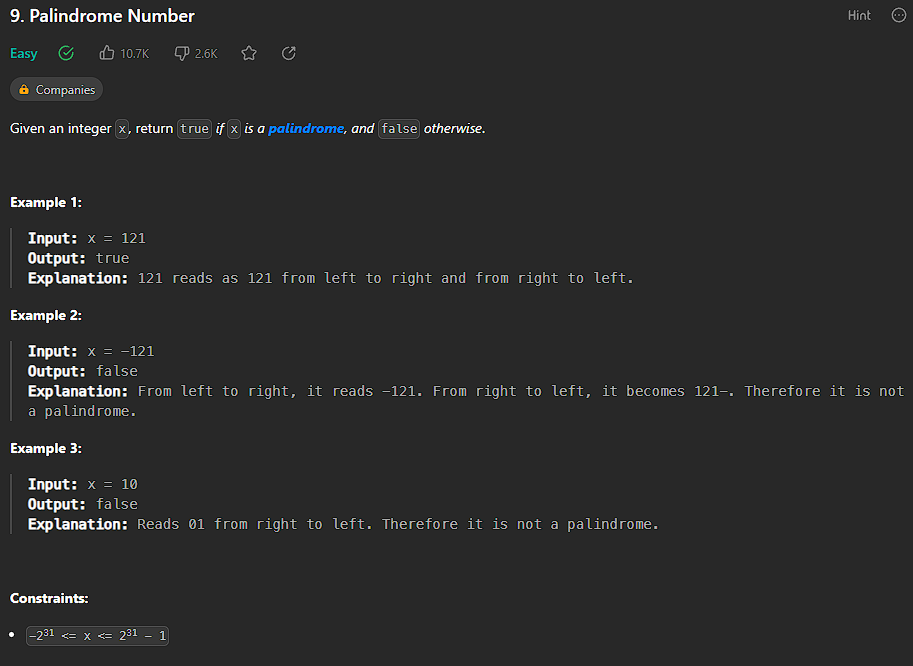 9. Palindrome Number
Hint
Easy
10.7K
2.6K
Companies
Given an integer x, return true if x is a palindrome, and false otherwise.
Example 1:
Input: x = 121
Output: true
Explanation: 121 reads as 121 from left to right and from right to left.
Example 2:
Input: x = −121
Output: false
Explanation: From left to right, it reads −121. From right to left, it becomes 121−. Therefore it is not
a palindrome.
Example 3:
Input: x = 10
Output: false
Explanation: Reads 01 from right to left. Therefore it is not a palindrome.
Constraints:
• −2³¹ <= x <= 2³¹ − 1